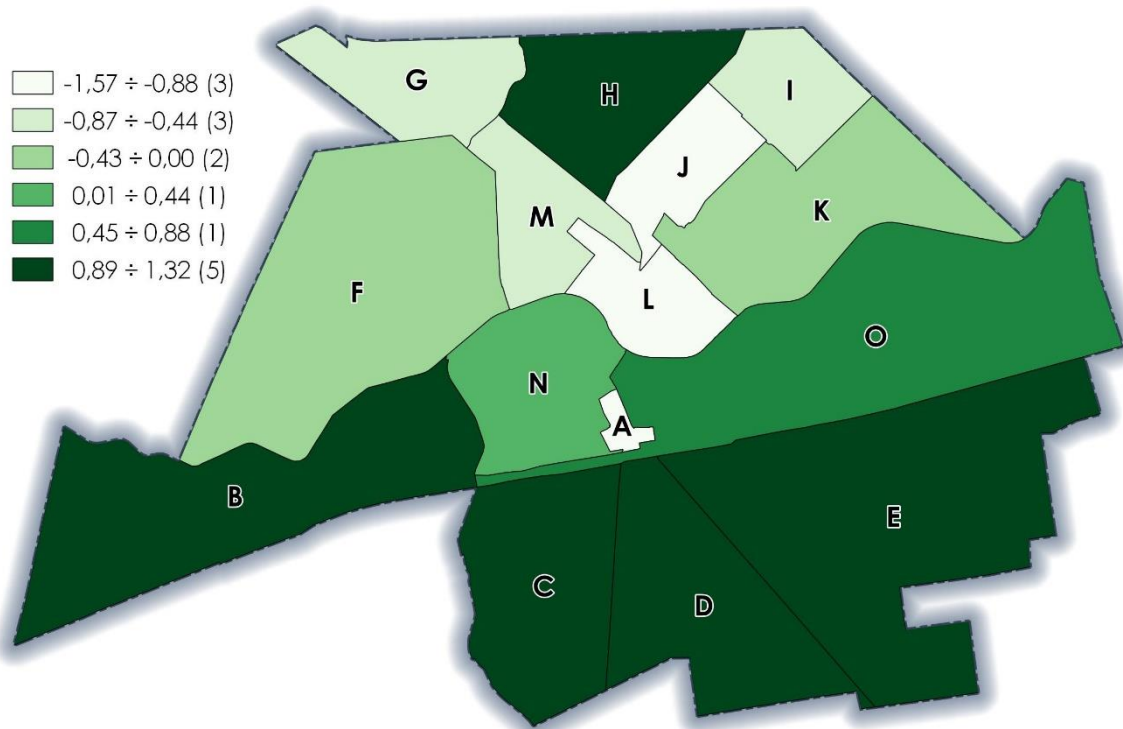 -1,57 ÷ -0,88 (3)
-0,87 ÷ -0,44 (3)
-0,43 ÷ 0,00 (2)
0,01 ÷ 0,44 (1)
0,45 ÷ 0,88 (1)
0,89 ÷ 1,32 (5)
G
H
I
J
M
K
F
L
O
N
A
B
E
C
D